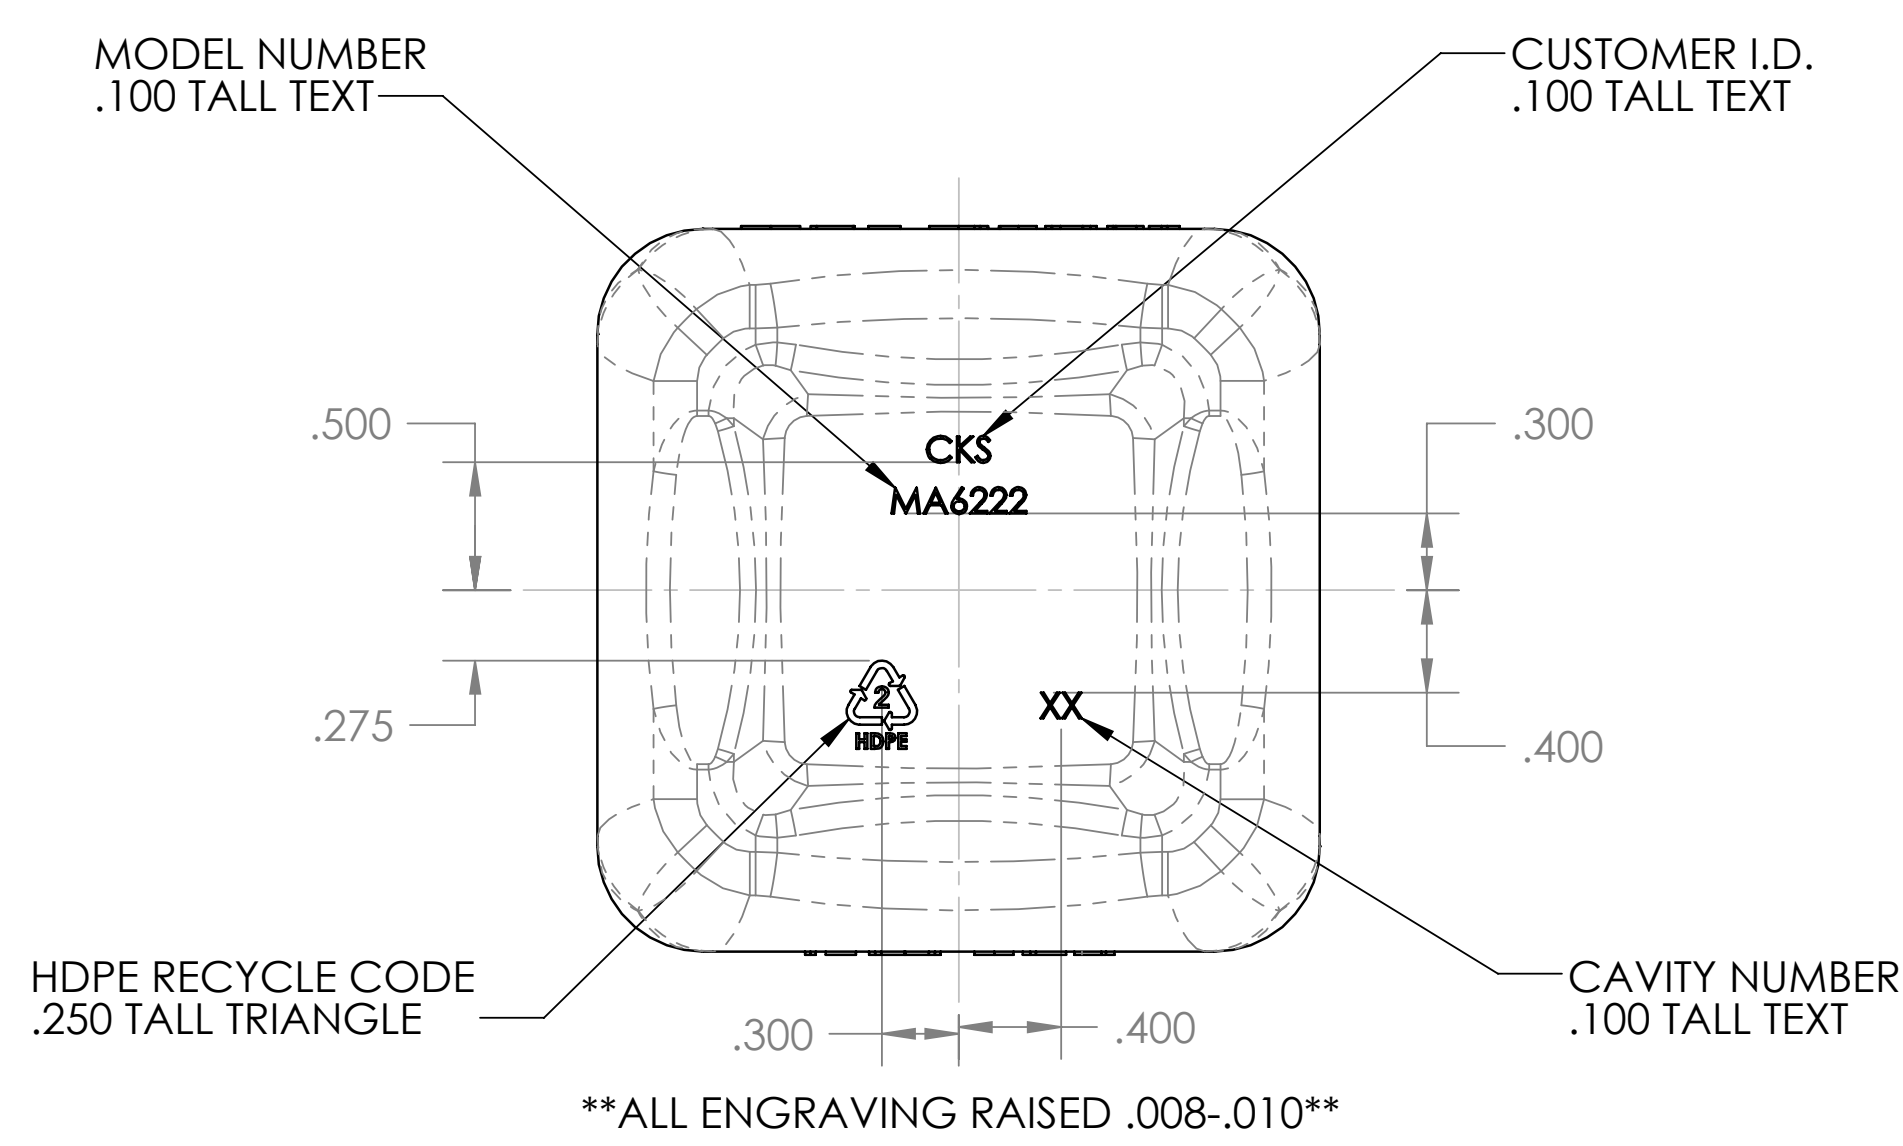 MODEL NUMBER
.100 TALL TEXT
CUSTOMER I.D.
.100 TALL TEXT
.500
.300
CKS
MA6222
.275
2
HDPE
XX
.400
HDPE RECYCLE CODE
.250 TALL TRIANGLE
CAVITY NUMBER
.100 TALL TEXT
.300
.400
**ALL ENGRAVING RAISED .008-.010**